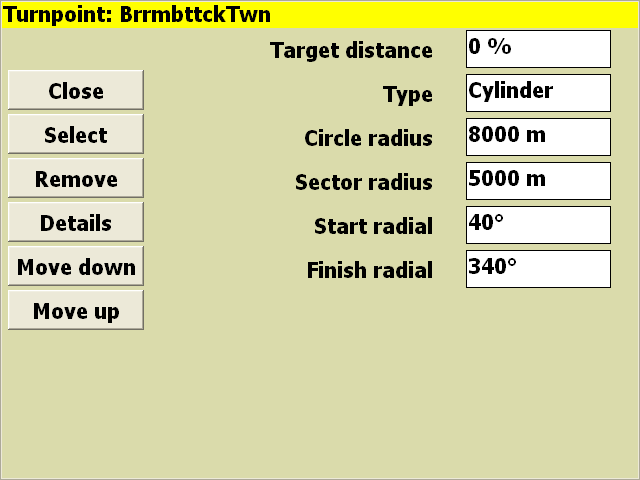 Turnpoint: BrrmbttckTwn
Target distance 0 %
Close
Type Cylinder
Select
Circle radius 8000 m
Remove
Sector radius 5000 m
Details
Start radial 40°
Move down
Finish radial 340°
Move up